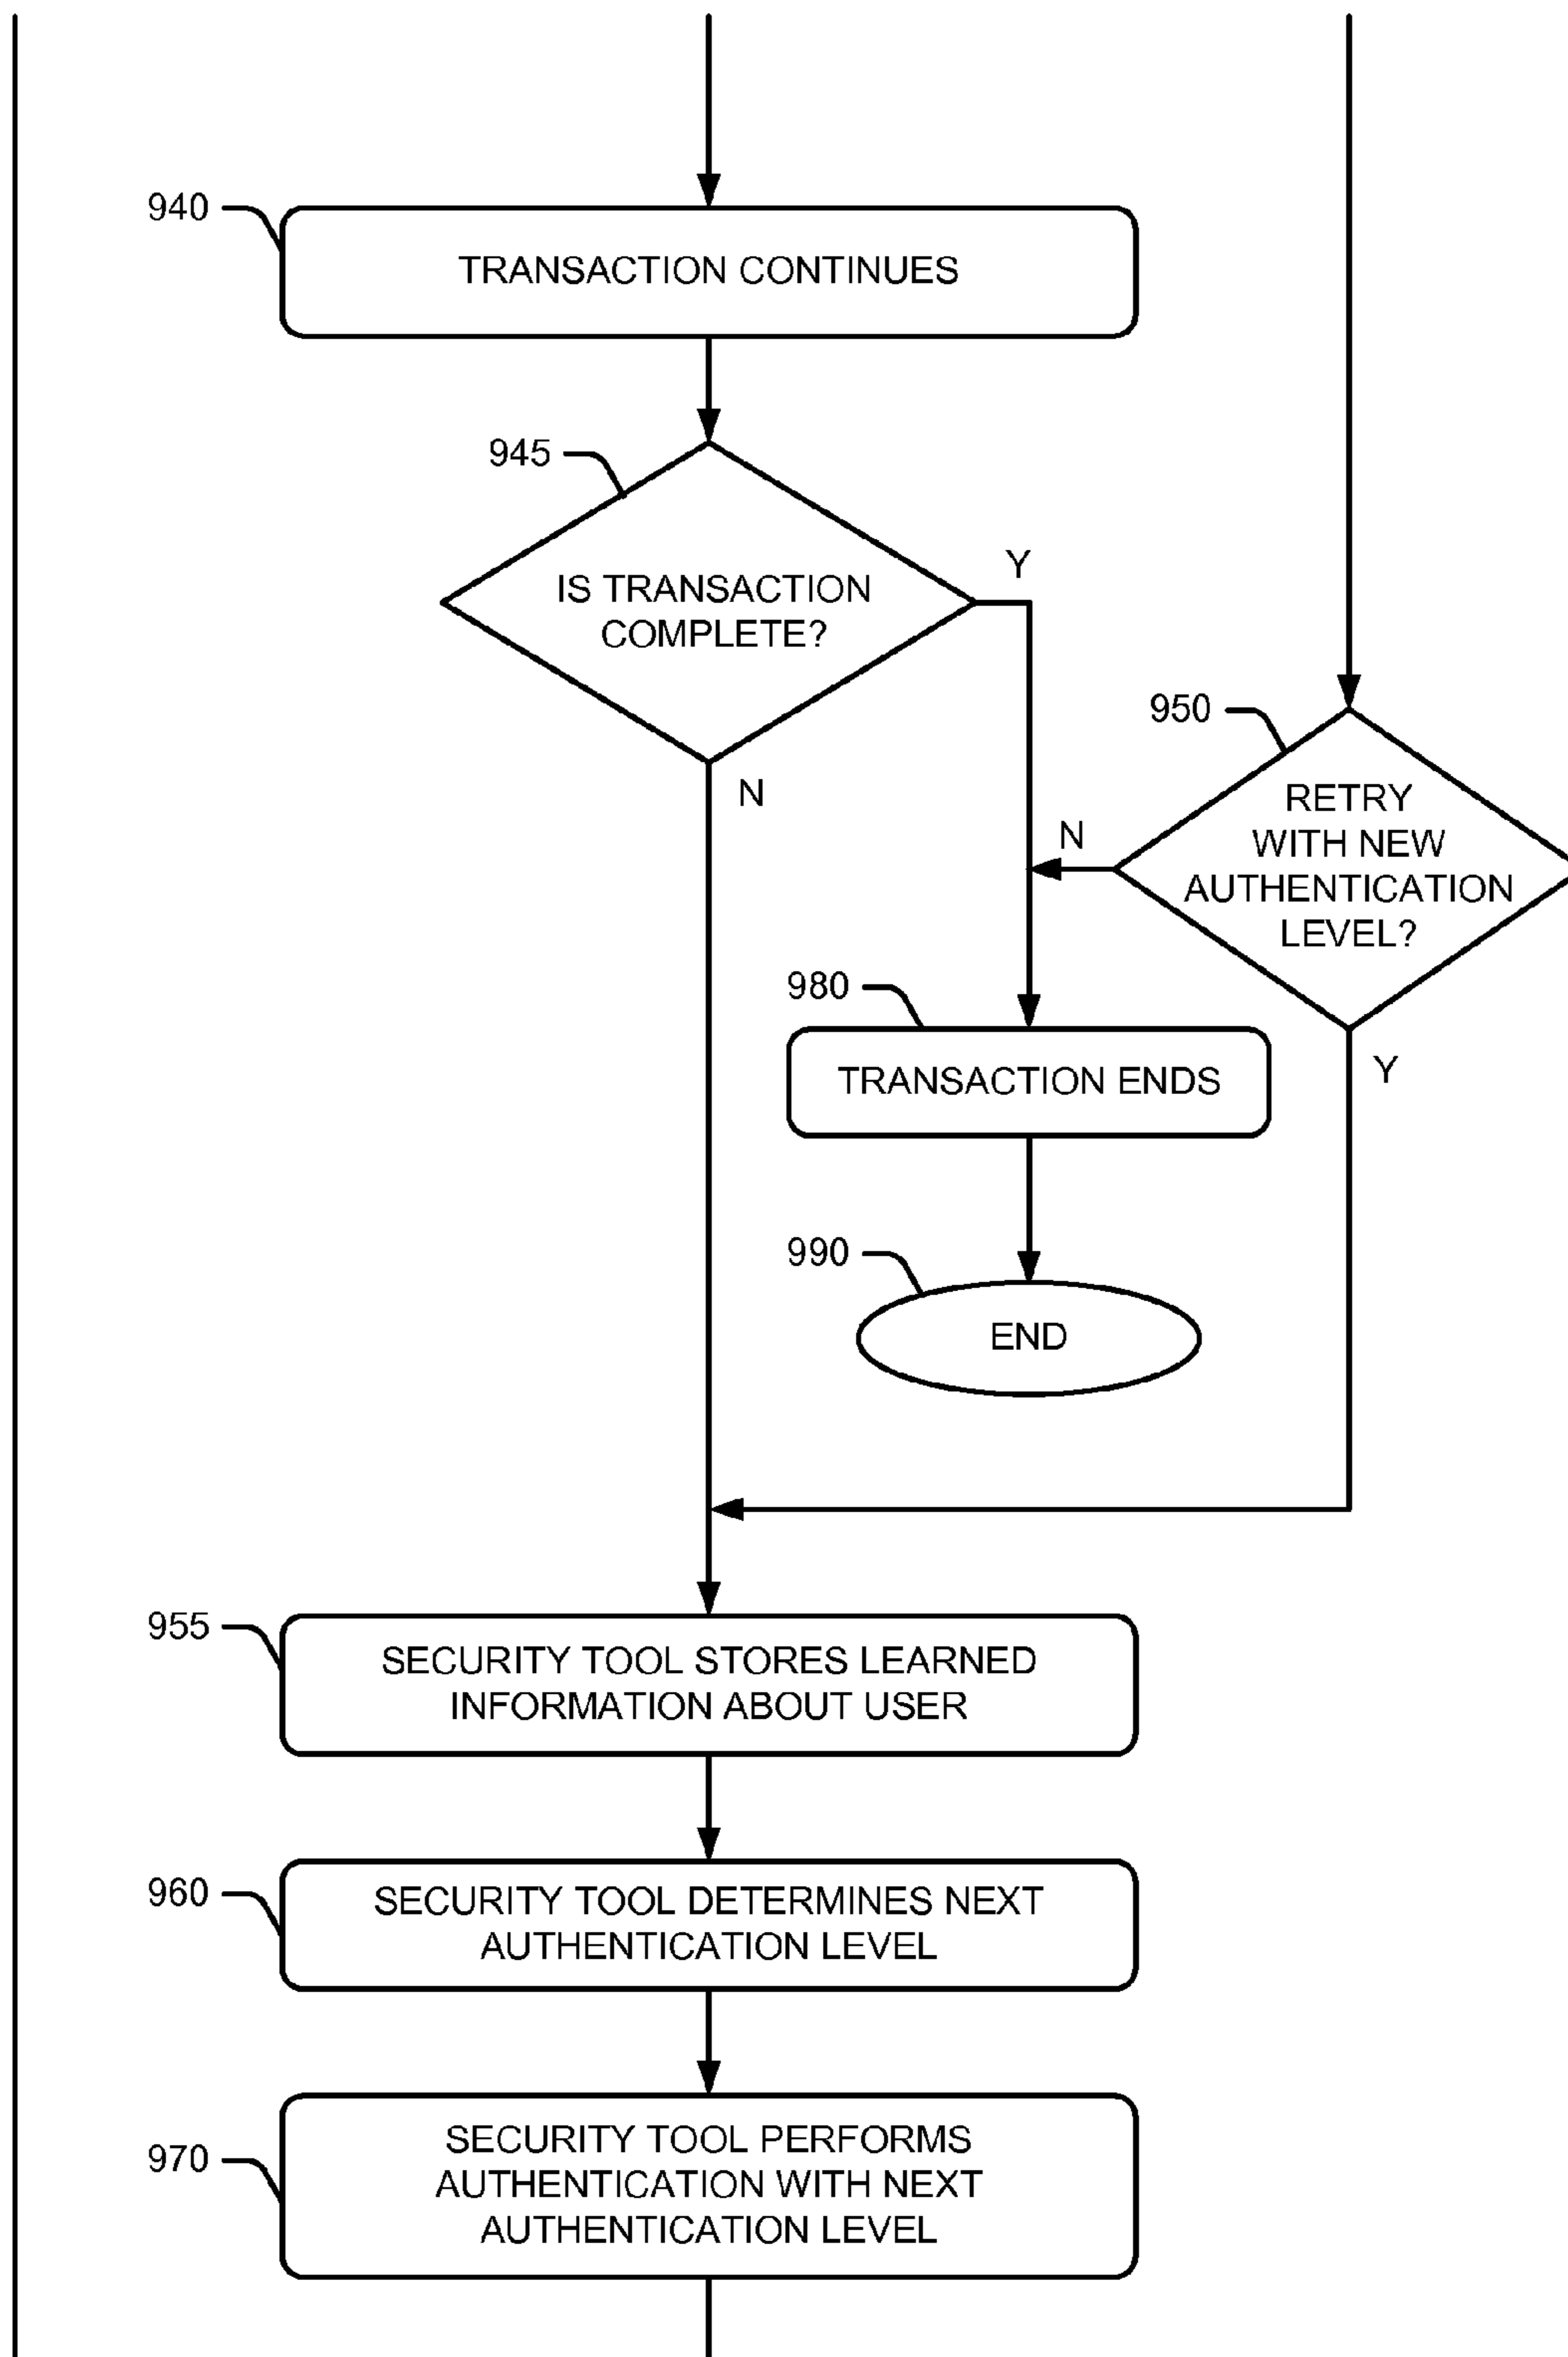 940
TRANSACTION CONTINUES
945
IS TRANSACTION
COMPLETE?
Y
N
950
RETRY
WITH NEW
AUTHENTICATION
LEVEL?
N
Y
980
TRANSACTION ENDS
990
END
955
SECURITY TOOL STORES LEARNED
INFORMATION ABOUT USER
960
SECURITY TOOL DETERMINES NEXT
AUTHENTICATION LEVEL
970
SECURITY TOOL PERFORMS
AUTHENTICATION WITH NEXT
AUTHENTICATION LEVEL